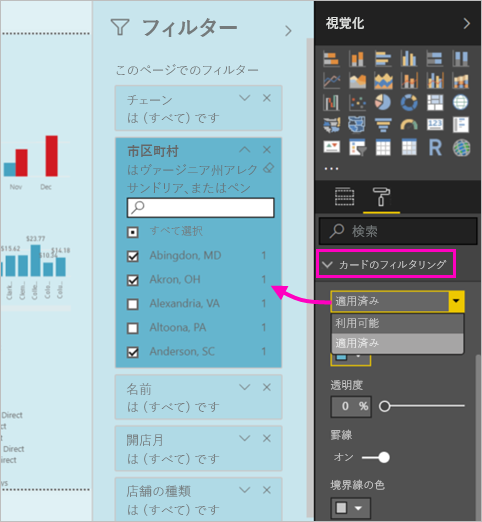 フィルター
このページでのフィルター
チェーン
は (すべて) です
市区町村
はヴァージニア州アレク
サンドリア、またはベン
すべて選択
Abingdon, MD 1
Akron, OH 1
Alexandria, VA 1
Altoona, PA 1
Anderson, SC 1
名前
は (すべて) です
開店月
は (すべて) です
店舗の種類
は (すべて) です
Nov Dec
$15.62
$23.77
$14.18
Direct
Direct
irect
視覚化
R
...
検索
カードのフィルタリング
適用済み
利用可能
適用済み
透明度
0 %
罫線
オン
境界線の色